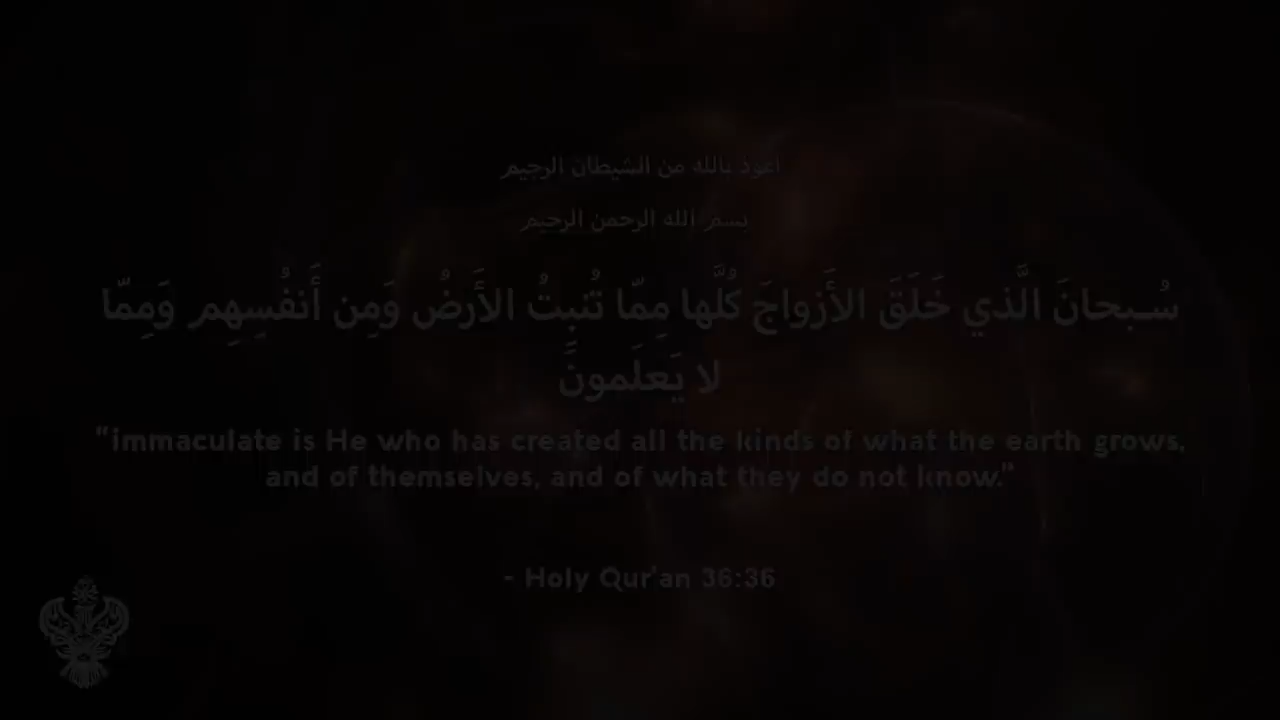 أعوذ بالله من الشيطان الرجيم
بسم الله الرحمن الرحيم
سُبحانَ الَّذي خَلَقَ الأَزواجَ كُلَّها مِمّا تُنبِتُ الأَرضُ وَمِن أَنفُسِهِم وَمِمّا
لا يَعلَمونَ
"immaculate is He who has created all the kinds of what the earth grows,
and of themselves, and of what they do not know."
- Holy Qur'an 36:36